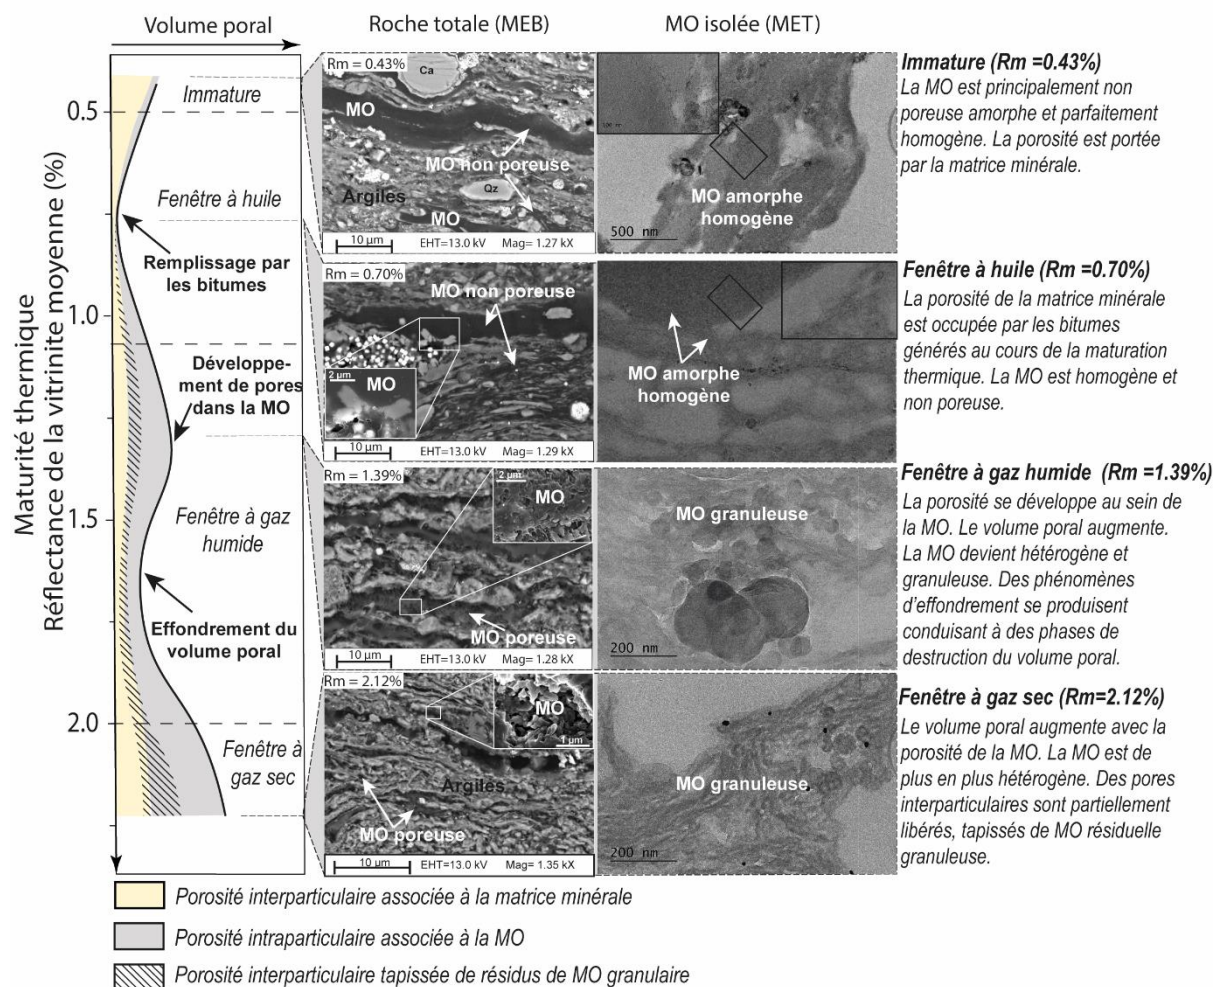 Volume poral
Roche totale (MEB)
MO isolée (MET)
Maturité thermique
Réflectance de la vitrinite moyenne (%)
0.5
1.0
1.5
2.0
Immature
Fenêtre à huile
Remplissage par
les bitumes
Développe-
ment de pores
dans la MO
Fenêtre à gaz
humide
Effondrement du
volume poral
Fenêtre à
gaz sec
Rm = 0.43%
Ca
MO
MO non poreuse
Qz
Argiles
MO
10 µm
EHT=13.0 kV
Mag= 1.27 kX
MO amorphe
homogène
500 nm
Immature (Rm =0.43%)
La MO est principalement non
poreuse amorphe et parfaitement
homogène. La porosité est portée
par la matrice minérale.
Rm = 0.70%
MO non poreuse
2 µm
MO
10 µm
EHT=13.0 kV
Mag= 1.29 kX
MO amorphe
homogène
Fenêtre à huile (Rm =0.70%)
La porosité de la matrice minérale
est occupée par les bitumes
générés au cours de la maturation
thermique. La MO est homogène et
non poreuse.
Rm = 1.39%
2 µm
MO
MO poreuse
10 µm
EHT=13.0 kV
Mag= 1.28 kX
MO granuleuse
200 nm
Fenêtre à gaz humide (Rm =1.39%)
La porosité se développe au sein de
la MO. Le volume poral augmente.
La MO devient hétérogène et
granuleuse. Des phénomènes
d'effondrement se produisent
conduisant à des phases de
destruction du volume poral.
Rm = 2.12%
MO
1 µm
Argiles
MO poreuse
10 µm
EHT=13.0 kV
Mag= 1.35 kX
MO granuleuse
200 nm
Fenêtre à gaz sec (Rm=2.12%)
Le volume poral augmente avec la
porosité de la MO. La MO est de
plus en plus hétérogène. Des pores
interparticulaires sont partiellement
libérés, tapissés de MO résiduelle
granuleuse.
Porosité interparticulaire associée à la matrice minérale
Porosité intraparticulaire associée à la MO
Porosité interparticulaire tapissée de résidus de MO granulaire